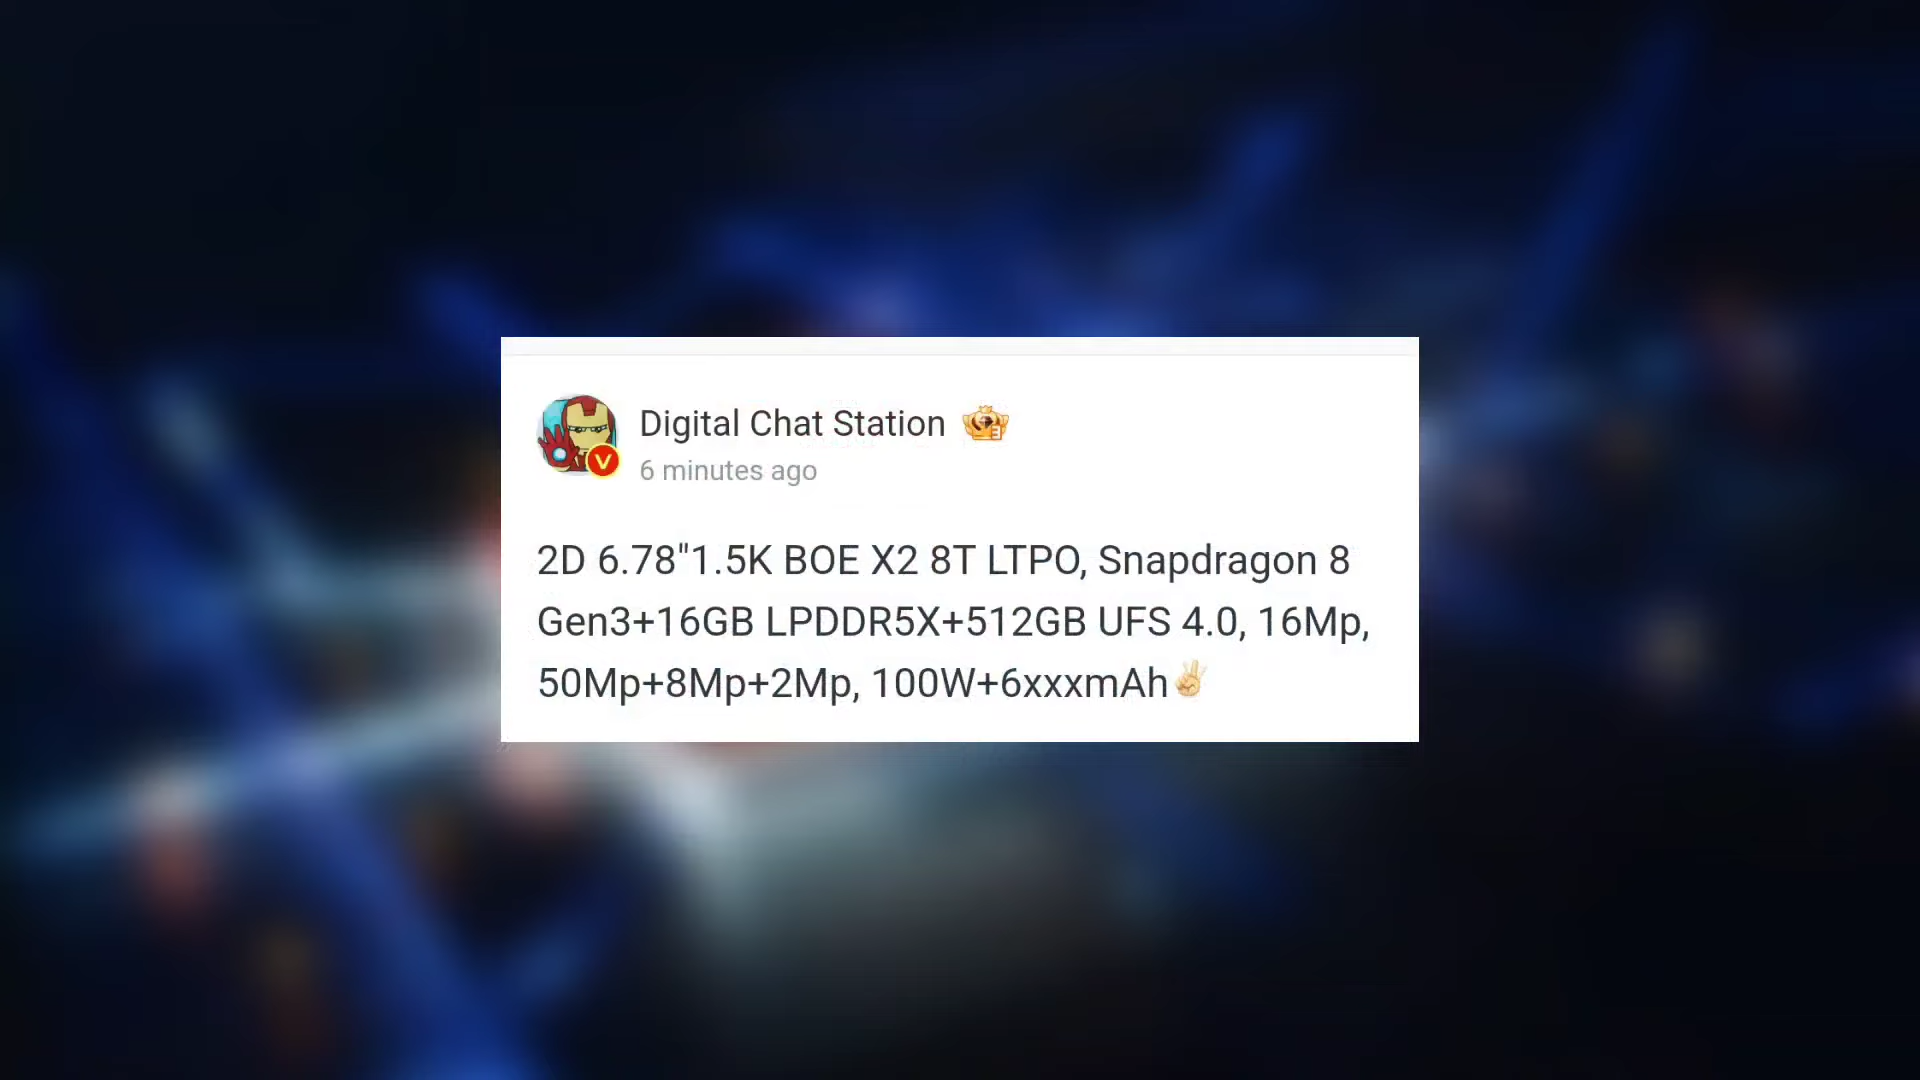 Digital Chat Station
3
V
6 minutes ago
2D 6.78"1.5K BOE X2 8T LTPO, Snapdragon 8
Gen3+16GB LPDDR5X+512GB UFS 4.0, 16Mp,
50Mp+8Mp+2Mp, 100W+6xxxmAh✌🏻